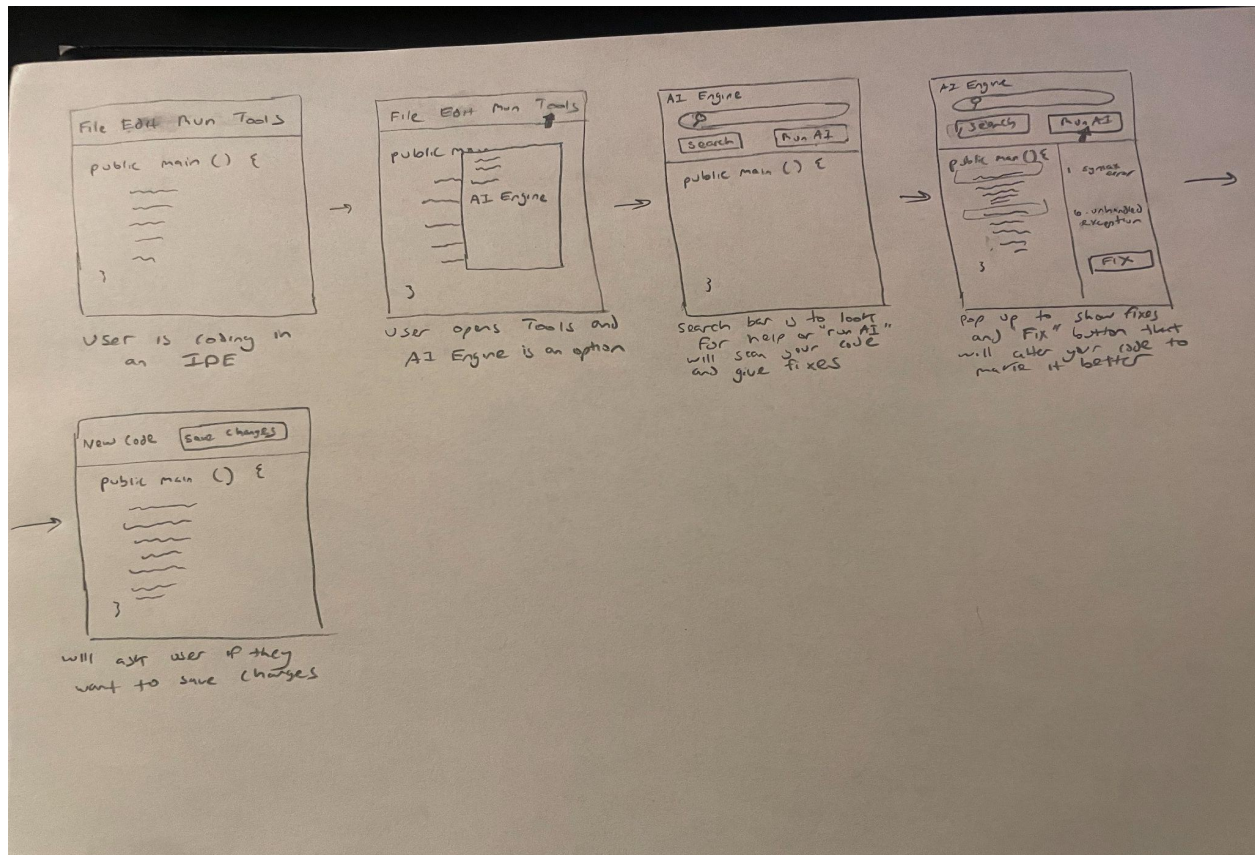 File Edit Run Tools
public main () {
}
User is coding in
an IDE
File Edit Run Tools
public ma
AI Engine
}
User opens Tools and
AI Engine is an option
AI Engine
Search
Run AI
public main () {
}
Search bar is to look
for help or "run AI"
will scan your code
and give fixes
AI Engine
Search
Run AI
public main () {
1 syntax
error
6. unhandled
exception
}
FIX
Pop up to show fixes
and "Fix" button that
will alter your code to
make it better
New Code
Save Changes
public main () {
}
will ask user if they
want to save changes